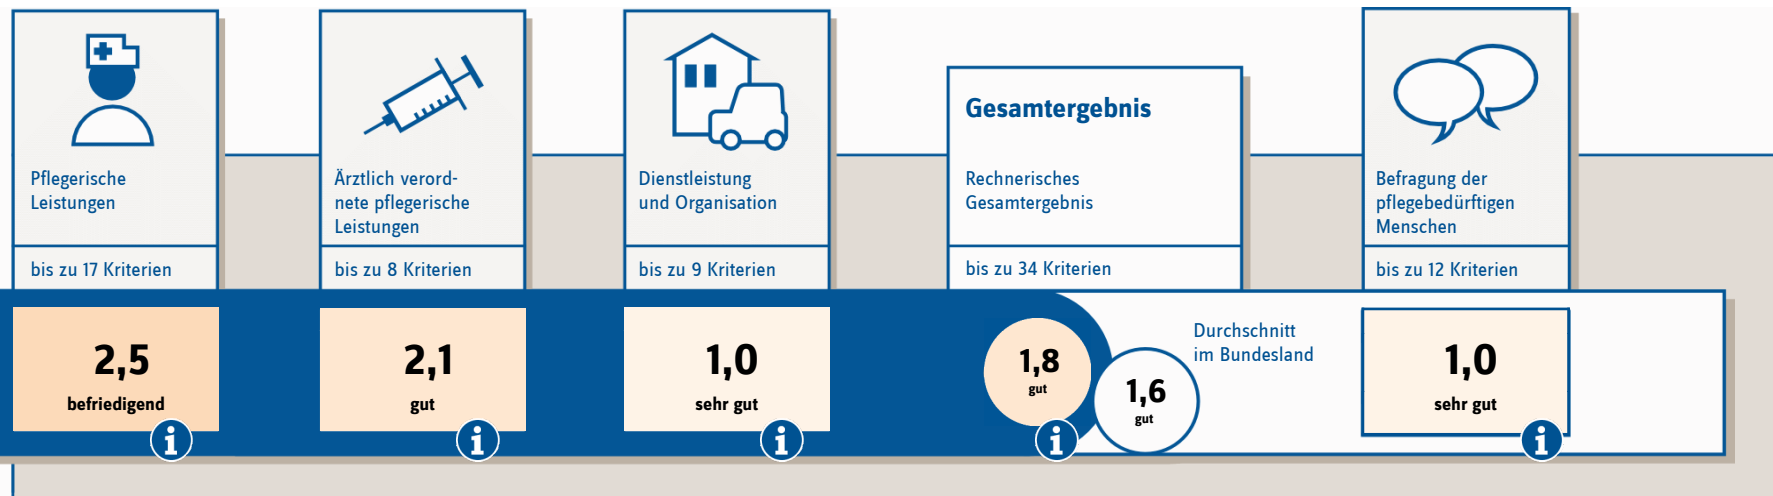 Pflegerische
Leistungen
bis zu 17 Kriterien
2,5
befriedigend
i
Ärztlich verord-
nete pflegerische
Leistungen
bis zu 8 Kriterien
2,1
gut
i
Dienstleistung
und Organisation
bis zu 9 Kriterien
1,0
sehr gut
i
Gesamtergebnis
Rechnerisches
Gesamtergebnis
bis zu 34 Kriterien
1,8
gut
i
Durchschnitt
im Bundesland
1,6
gut
Befragung der
pflegebedürftigen
Menschen
bis zu 12 Kriterien
1,0
sehr gut
i